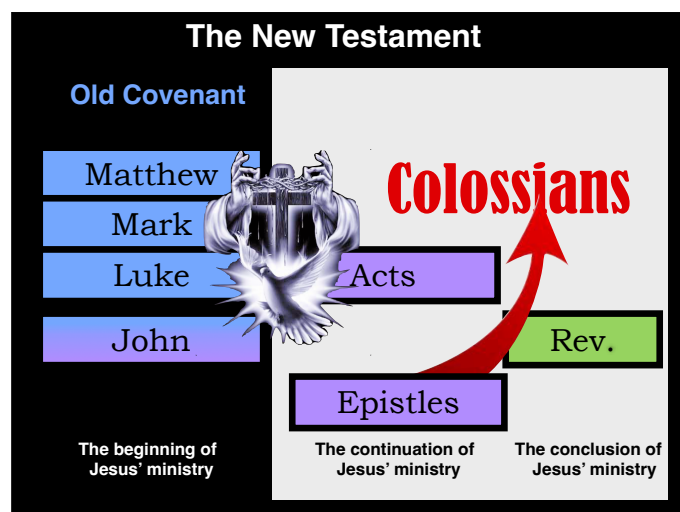 The New Testament
Old Covenant
Matthew
Mark
Luke
John
Colossians
Acts
Rev.
Epistles
The beginning of
Jesus’ ministry
The continuation of
Jesus’ ministry
The conclusion of
Jesus’ ministry